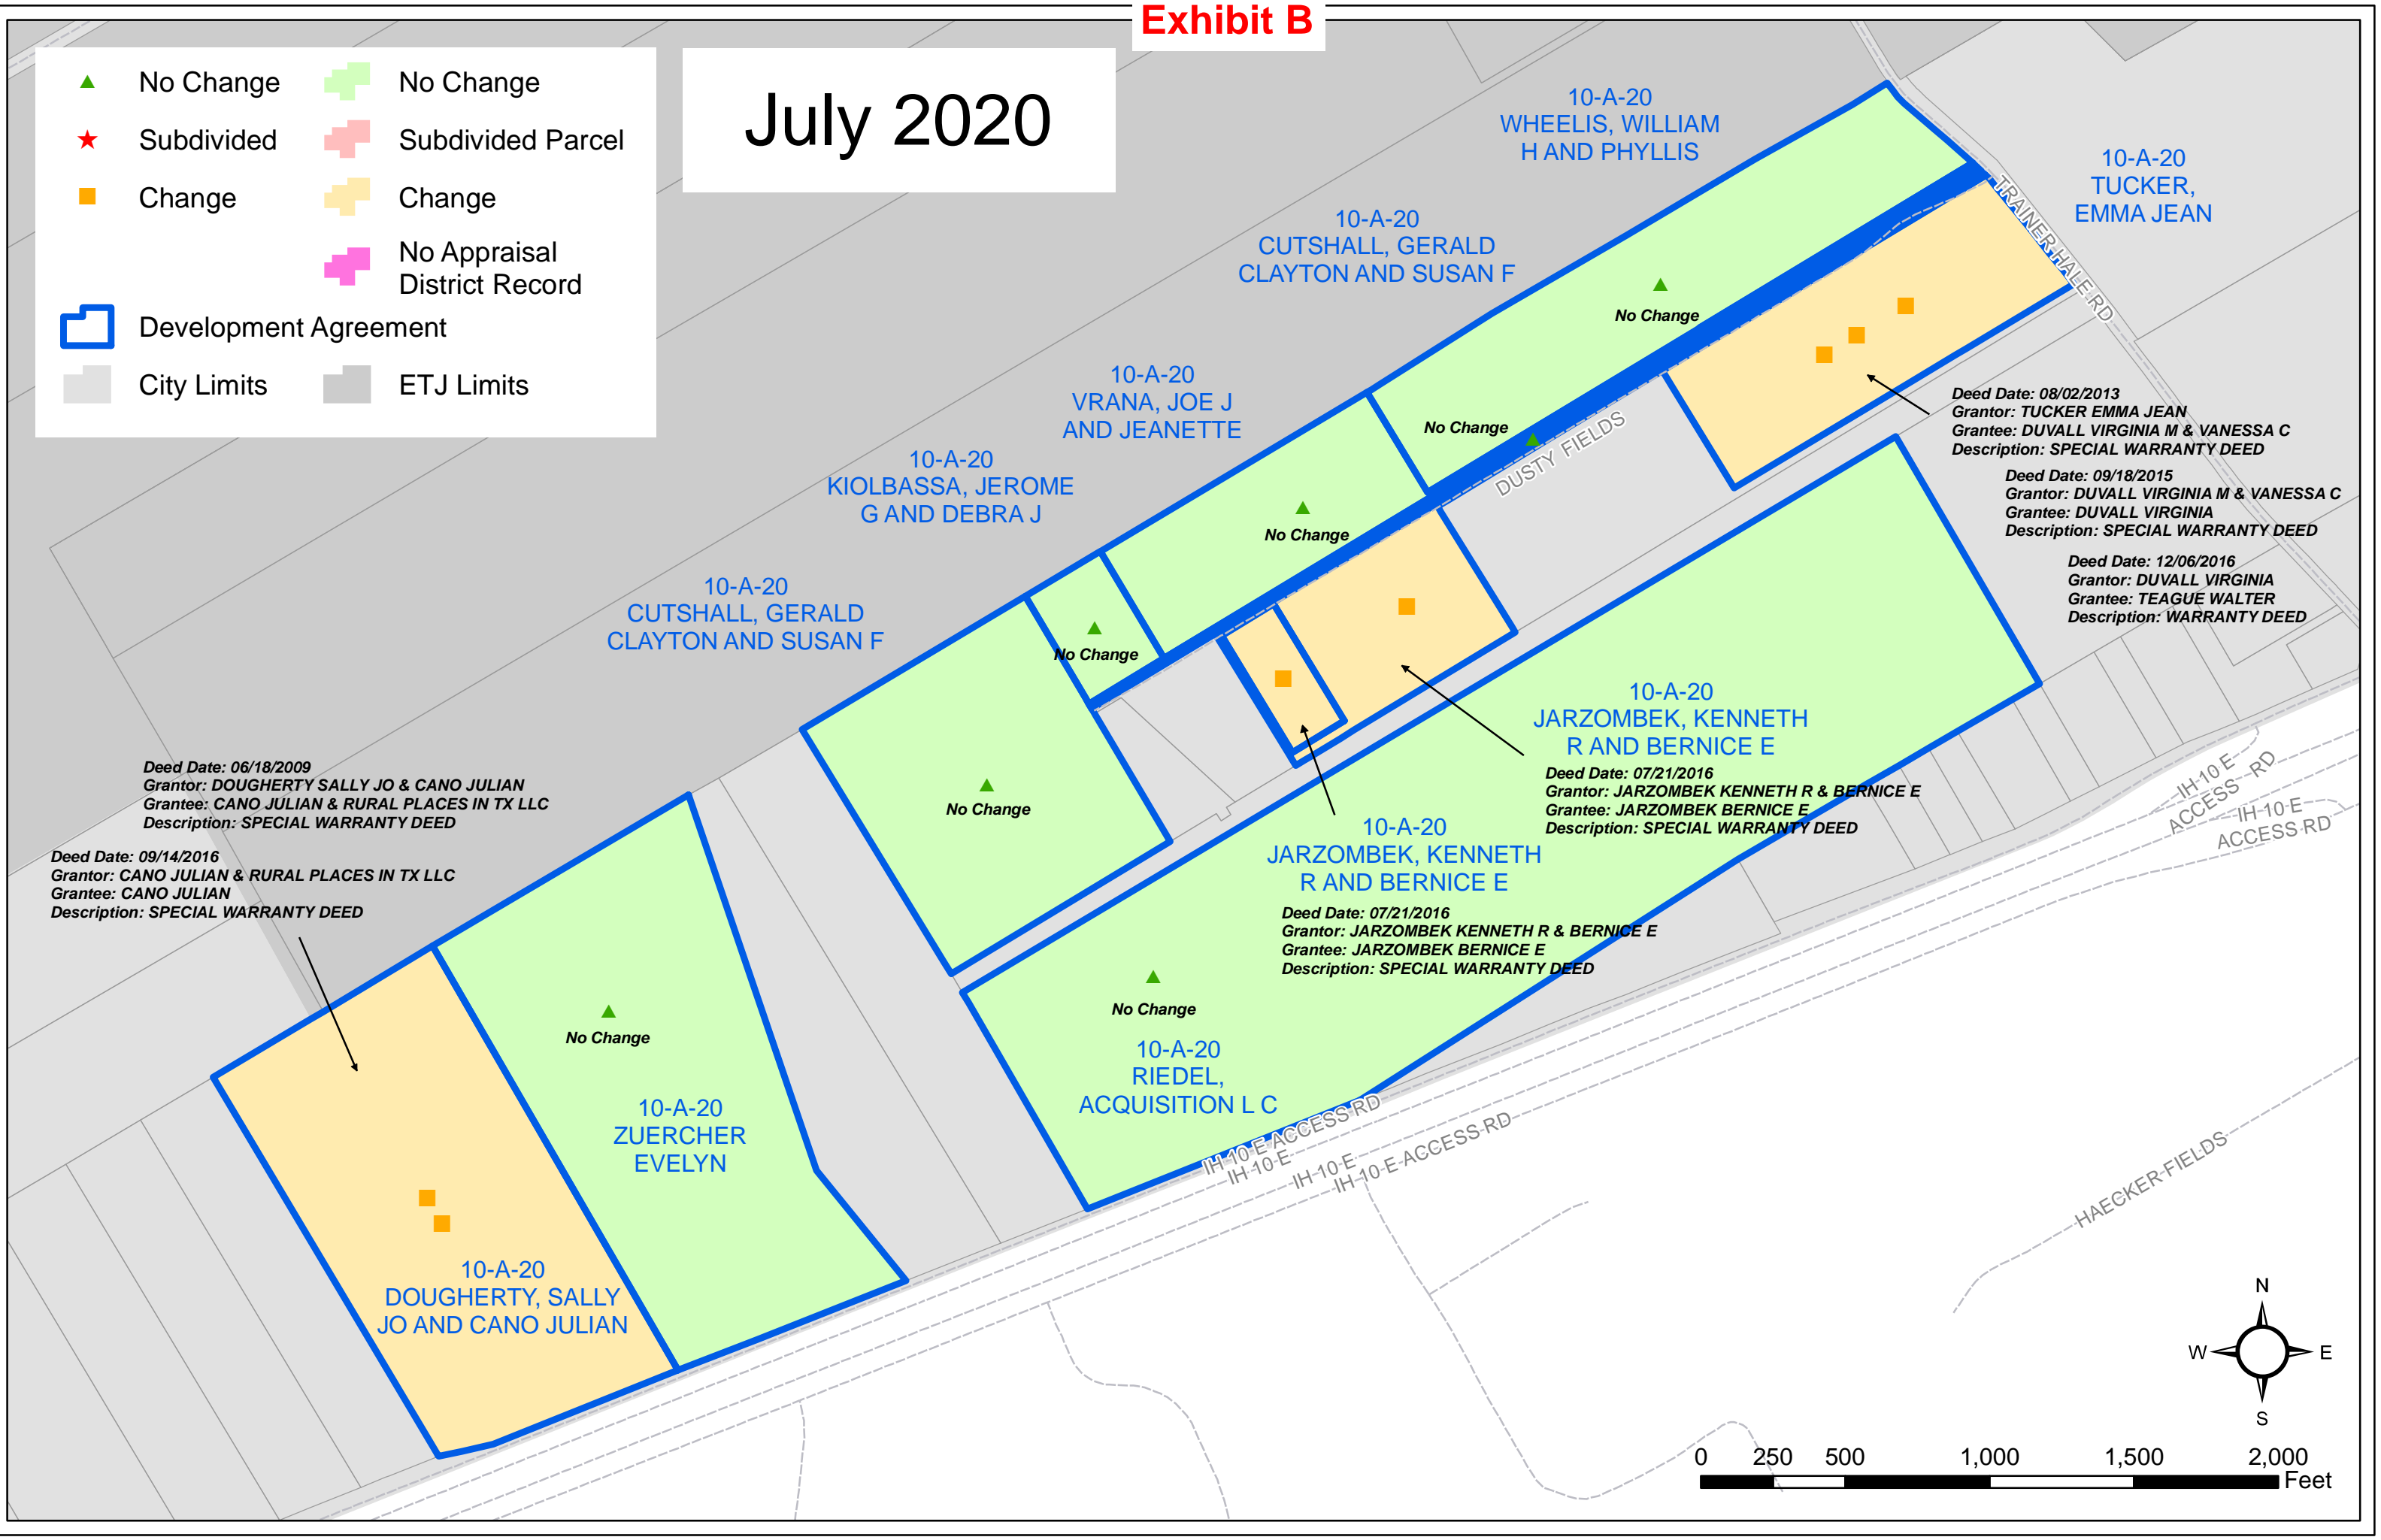 Exhibit B
July 2020
No Change
No Change
Subdivided
Subdivided Parcel
Change
Change
No Appraisal
District Record
Development Agreement
City Limits
ETJ Limits
10-A-20
WHEELIS, WILLIAM
H AND PHYLLIS
10-A-20
TUCKER,
EMMA JEAN
10-A-20
CUTSHALL, GERALD
CLAYTON AND SUSAN F
10-A-20
VRANA, JOE J
AND JEANETTE
10-A-20
KIOLBASSA, JEROME
G AND DEBRA J
10-A-20
CUTSHALL, GERALD
CLAYTON AND SUSAN F
No Change
No Change
No Change
No Change
No Change
TRAINER HALE RD
DUSTY FIELDS
Deed Date: 08/02/2013
Grantor: TUCKER EMMA JEAN
Grantee: DUVALL VIRGINIA M & VANESSA C
Description: SPECIAL WARRANTY DEED
Deed Date: 09/18/2015
Grantor: DUVALL VIRGINIA M & VANESSA C
Grantee: DUVALL VIRGINIA
Description: SPECIAL WARRANTY DEED
Deed Date: 12/06/2016
Grantor: DUVALL VIRGINIA
Grantee: TEAGUE WALTER
Description: WARRANTY DEED
10-A-20
JARZOMBEK, KENNETH
R AND BERNICE E
Deed Date: 07/21/2016
Grantor: JARZOMBEK KENNETH R & BERNICE E
Grantee: JARZOMBEK BERNICE E
Description: SPECIAL WARRANTY DEED
10-A-20
JARZOMBEK, KENNETH
R AND BERNICE E
Deed Date: 07/21/2016
Grantor: JARZOMBEK KENNETH R & BERNICE E
Grantee: JARZOMBEK BERNICE E
Description: SPECIAL WARRANTY DEED
Deed Date: 06/18/2009
Grantor: DOUGHERTY SALLY JO & CANO JULIAN
Grantee: CANO JULIAN & RURAL PLACES IN TX LLC
Description: SPECIAL WARRANTY DEED
Deed Date: 09/14/2016
Grantor: CANO JULIAN & RURAL PLACES IN TX LLC
Grantee: CANO JULIAN
Description: SPECIAL WARRANTY DEED
No Change
10-A-20
ZUERCHER
EVELYN
10-A-20
DOUGHERTY, SALLY
JO AND CANO JULIAN
No Change
10-A-20
RIEDEL,
ACQUISITION L C
IH 10 E ACCESS RD
IH 10 E
IH 10 E
IH 10 E ACCESS RD
IH 10 E
ACCESS RD
IH 10 E
ACCESS RD
HAECKER FIELDS
N
W
E
S
0 250 500 1,000 1,500 2,000
Feet